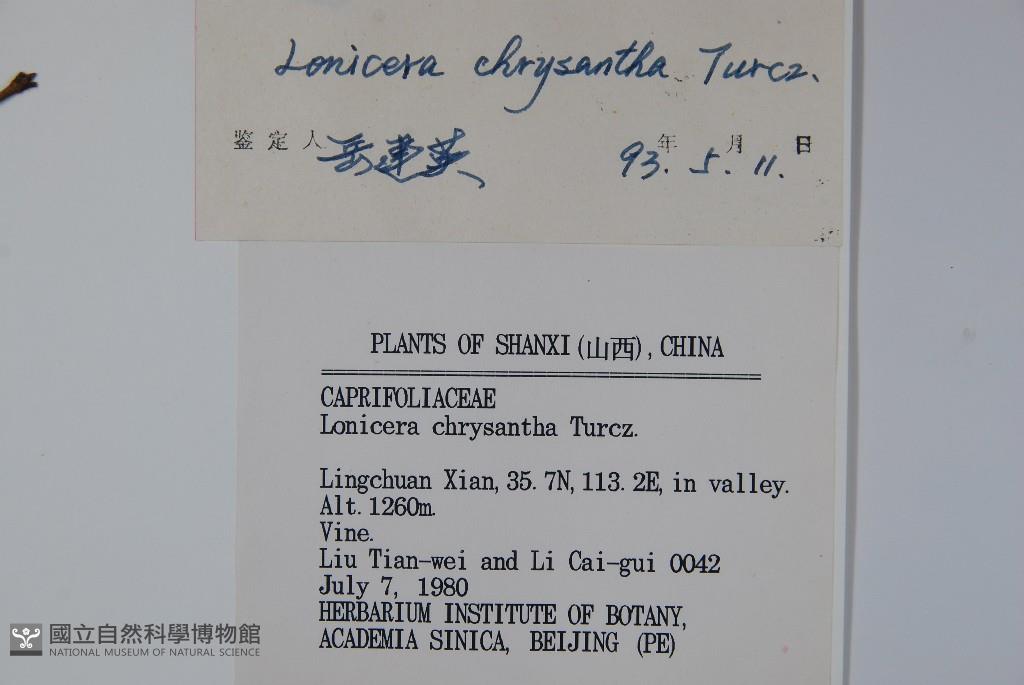 Lonicera chrysantha Turcz.
鉴定人 岳建英 93.年 5.月 11.日
PLANTS OF SHANXI (山西), CHINA
CAPRIFOLIACEAE
Lonicera chrysantha Turcz.
Lingchuan Xian, 35. 7N, 113. 2E, in valley.
Alt. 1260m.
Vine.
Liu Tian-wei and Li Cai-gui 0042
July 7, 1980
HERBARIUM INSTITUTE OF BOTANY,
ACADEMIA SINICA, BEIJING (PE)
國立自然科學博物館
NATIONAL MUSEUM OF NATURAL SCIENCE